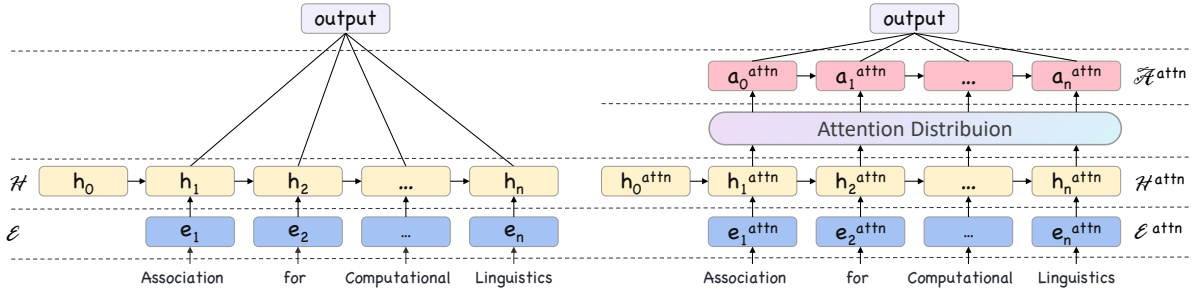 output output
a₀ᵃᵗᵗⁿ a₁ᵃᵗᵗⁿ ... aₙᵃᵗᵗⁿ 𝒜ᵃᵗᵗⁿ
Attention Distribuion
ℋ h₀ h₁ h₂ ... hₙ h₀ᵃᵗᵗⁿ h₁ᵃᵗᵗⁿ h₂ᵃᵗᵗⁿ ... hₙᵃᵗᵗⁿ ℋᵃᵗᵗⁿ
ℰ e₁ e₂ ... eₙ e₁ᵃᵗᵗⁿ e₂ᵃᵗᵗⁿ ... eₙᵃᵗᵗⁿ ℰᵃᵗᵗⁿ
Association for Computational Linguistics Association for Computational Linguistics